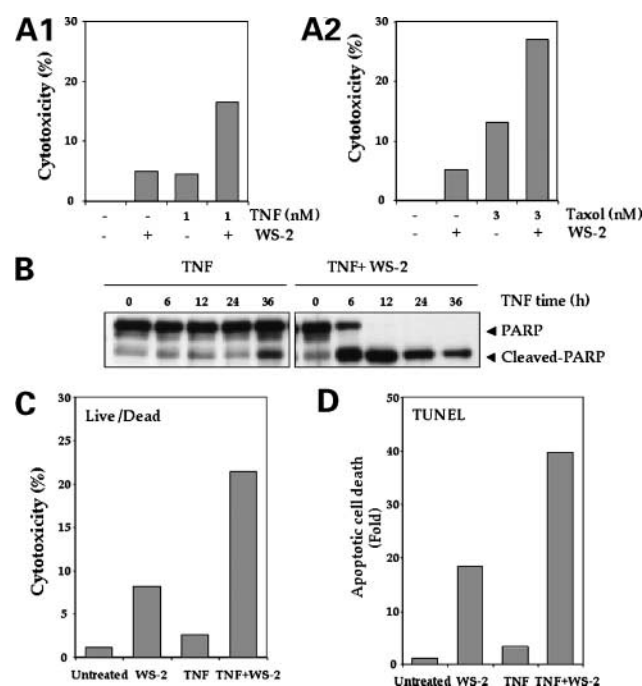 A1
30
20
10
0
Cytotoxicity (%)
- - 1 1 TNF (nM)
- + - + WS-2
A2
30
20
10
0
Cytotoxicity (%)
- - 3 3 Taxol (nM)
- + - + WS-2
B
TNF TNF+ WS-2
0 6 12 24 36 0 6 12 24 36 TNF time (h)
◄ PARP
◄ Cleaved-PARP
C
Live/Dead
30
25
20
15
10
5
0
Cytotoxicity (%)
Untreated WS-2 TNF TNF+WS-2
D
TUNEL
50
40
30
20
10
0
Apoptotic cell death
(Fold)
Untreated WS-2 TNF TNF+WS-2